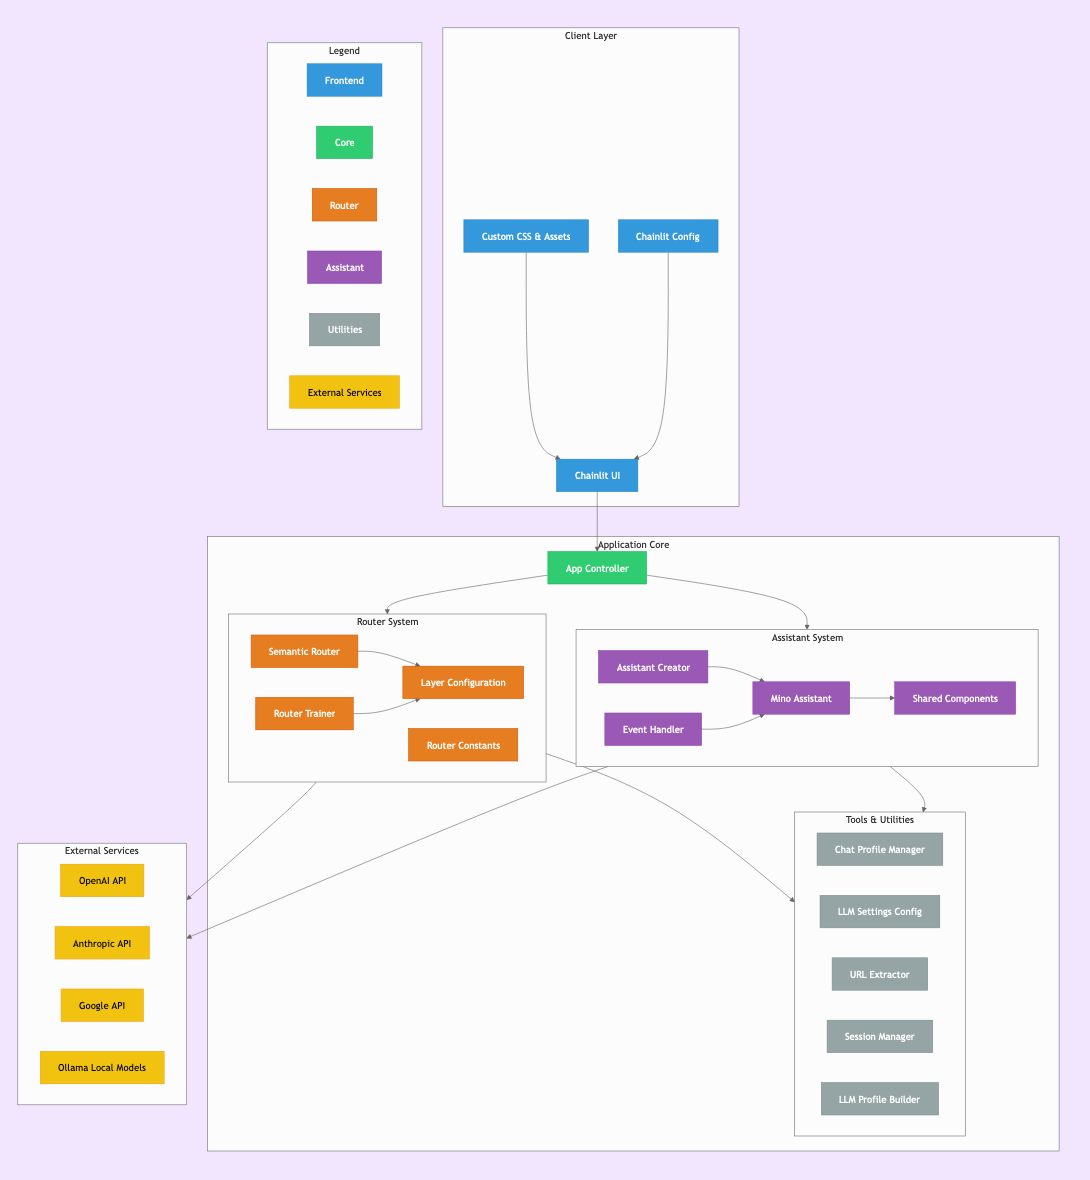 Legend
Frontend
Core
Router
Assistant
Utilities
External Services
Client Layer
Custom CSS & Assets
Chainlit Config
Chainlit UI
Application Core
App Controller
Router System
Semantic Router
Layer Configuration
Router Trainer
Router Constants
Assistant System
Assistant Creator
Mino Assistant
Shared Components
Event Handler
External Services
OpenAI API
Anthropic API
Google API
Ollama Local Models
Tools & Utilities
Chat Profile Manager
LLM Settings Config
URL Extractor
Session Manager
LLM Profile Builder